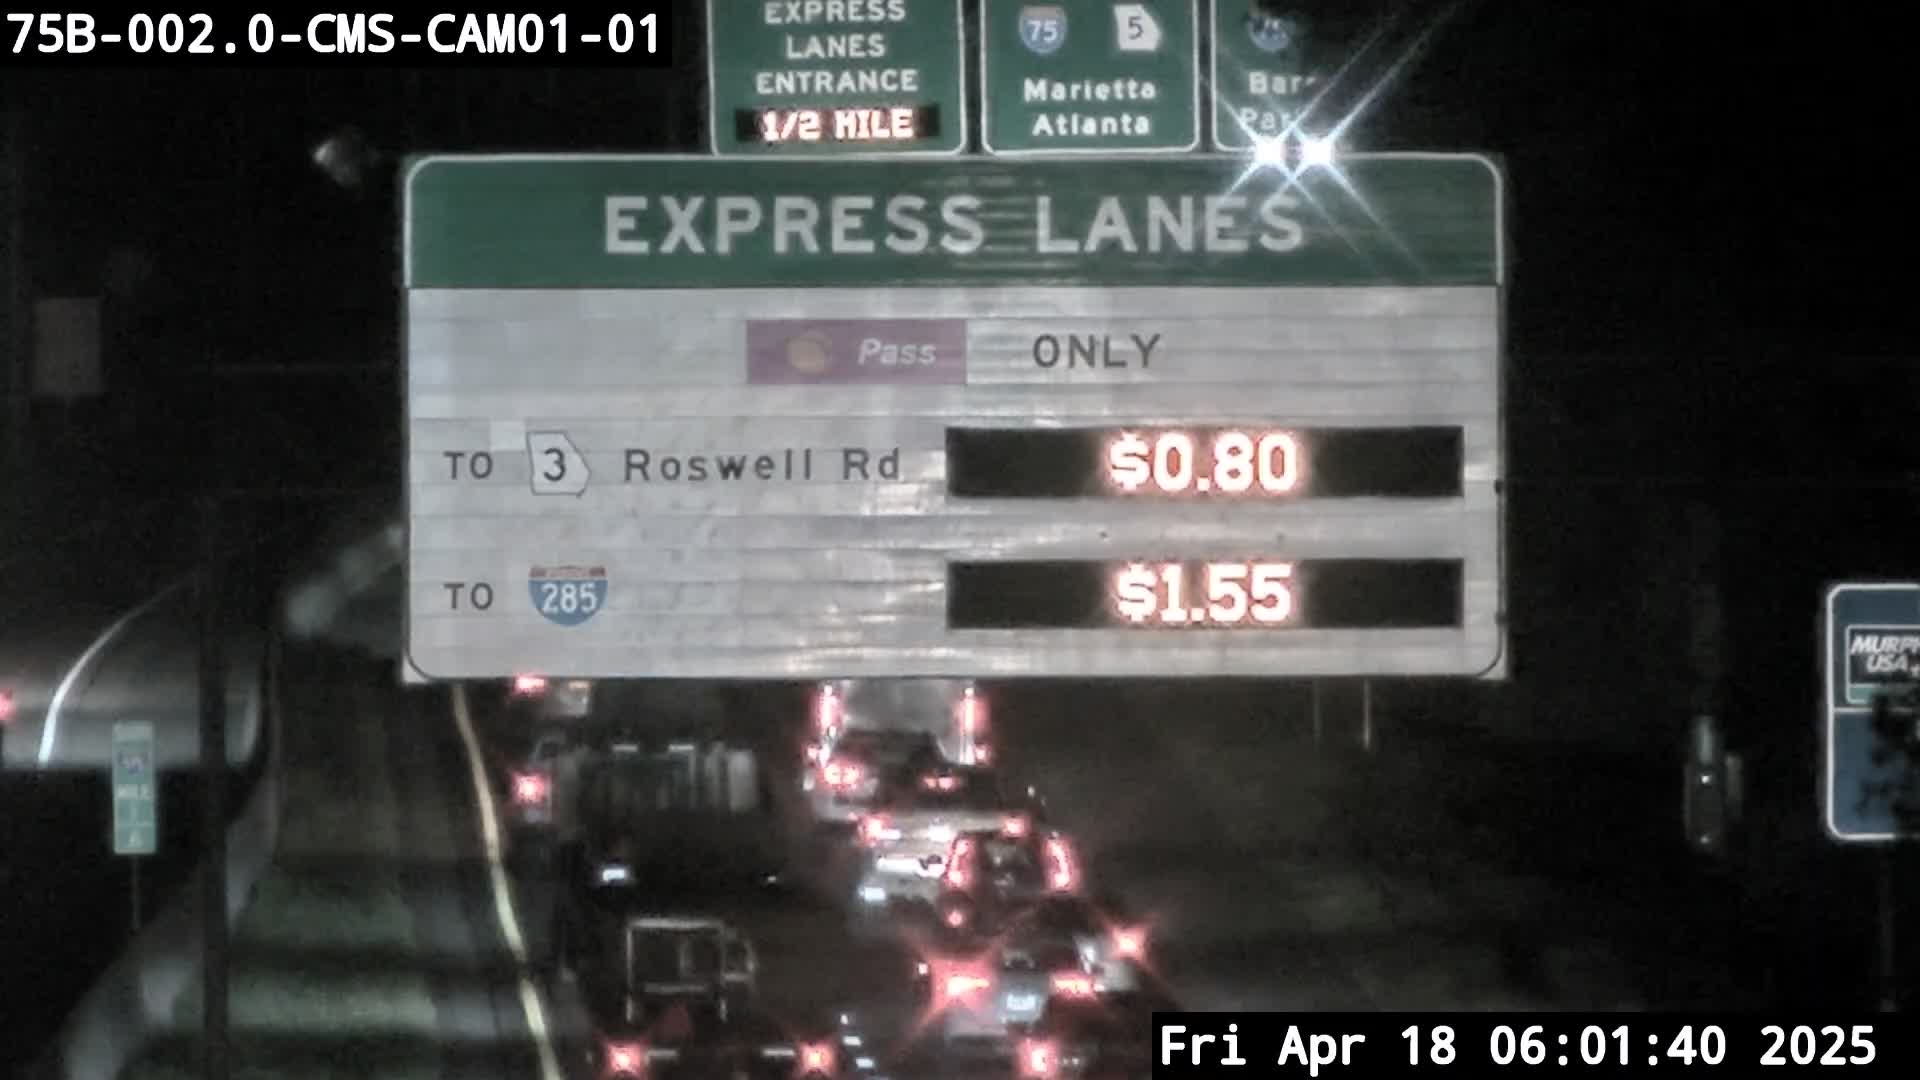 75B-002.0-CMS-CAM01-01
EXPRESS
LANES
ENTRANCE
1/2 MILE
75 5
Marietta
Atlanta
EXPRESS LANES
Pass ONLY
TO 3 Roswell Rd $0.80
TO 285 $1.55
USA
Fri Apr 18 06:01:40 2025